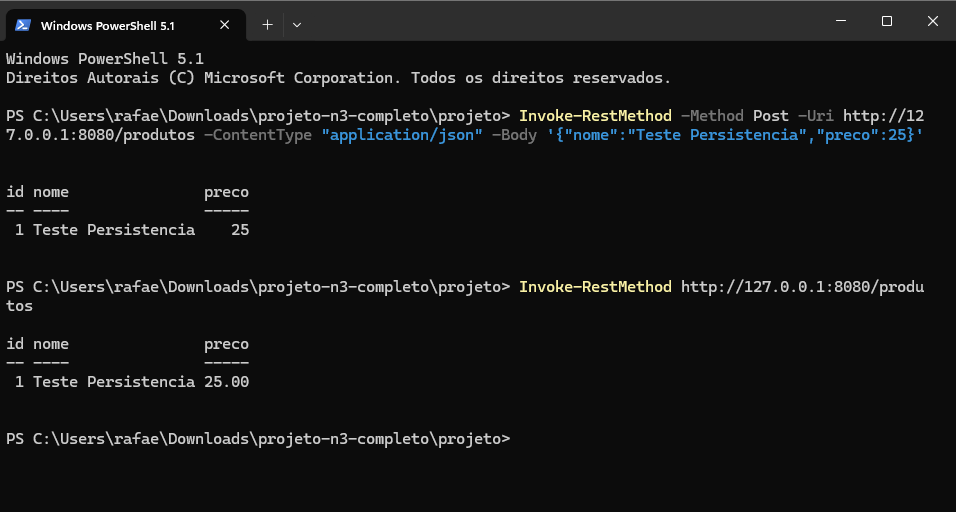 Windows PowerShell 5.1
Windows PowerShell 5.1
Direitos Autorais (C) Microsoft Corporation. Todos os direitos reservados.
PS C:\Users\rafae\Downloads\projeto-n3-completo\projeto> Invoke-RestMethod -Method Post -Uri http://12
7.0.0.1:8080/produtos -ContentType "application/json" -Body '{"nome":"Teste Persistencia","preco":25}'
id nome               preco
-- ----               -----
 1 Teste Persistencia    25
PS C:\Users\rafae\Downloads\projeto-n3-completo\projeto> Invoke-RestMethod http://127.0.0.1:8080/produ
tos
id nome               preco
-- ----               -----
 1 Teste Persistencia 25.00
PS C:\Users\rafae\Downloads\projeto-n3-completo\projeto>